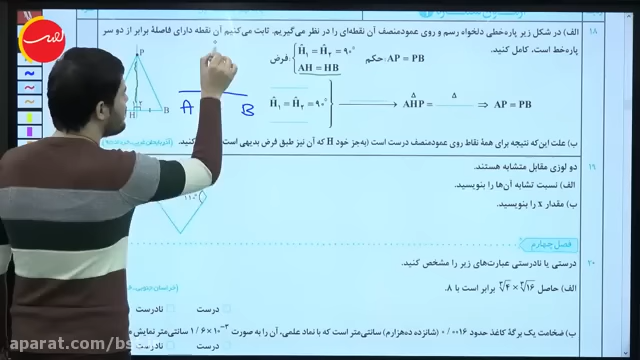 ۱۸ الف) در شکل زیر پاره‌خطی دلخواه رسم و روی عمودمنصف آن نقطه‌ای را در نظر می‌گیریم. ثابت می‌کنیم آن نقطه دارای فاصلهٔ برابر از دو سر
پاره‌خط است، کامل کنید.
فرض: { Ĥ₁ = Ĥ₂ = ۹۰° حکم: AP = PB
AH = HB
P
H B
A B
Ĥ₁ = Ĥ₂ = ۹۰° } → AHP = ⇒ AP = PB
ب) علت این‌که نتیجه برای همهٔ نقاط روی عمودمنصف درست است (به‌جز خود H که آن نیز طبق فرض بدیهی است
۱۹ دو لوزی مقابل متشابه هستند.
الف) نسبت تشابه آن‌ها را بنویسید.
ب) مقدار x را بنویسید.
فصل چهارم
۲۰ درستی یا نادرستی عبارت‌های زیر را مشخص کنید.
الف) حاصل ∛۴ × ∛۱۶ برابر است با ۸.
درست نادرست
ب) ضخامت یک برگهٔ کاغذ حدود ۰/۰۰۱۶ (شانزده ده‌هزارم) سانتی‌متر است که با نماد علمی، آن را به صورت ۱/۶×۱۰⁻³ سانتی‌متر نمایش
درست نادرست
aparat.com/bs